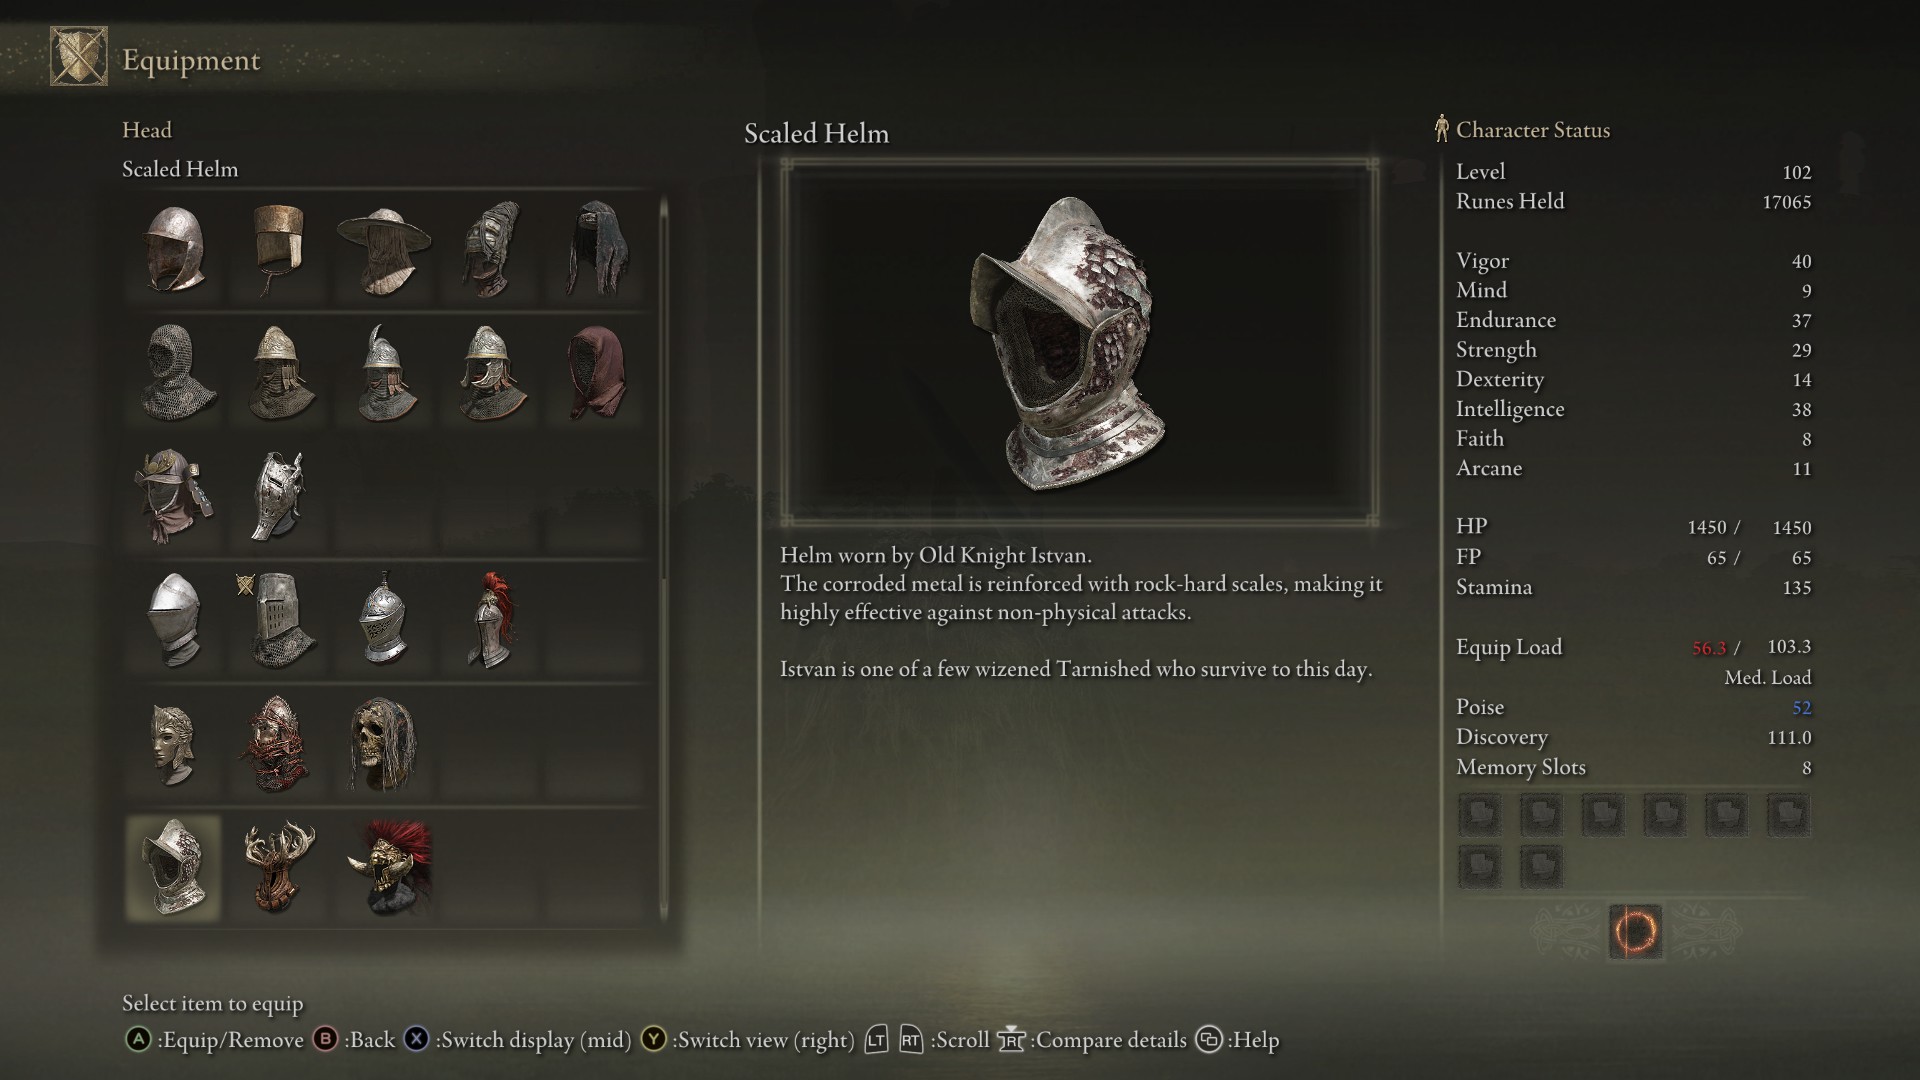 Equipment
Head
Scaled Helm
Scaled Helm
Helm worn by Old Knight Istvan.
The corroded metal is reinforced with rock-hard scales, making it
highly effective against non-physical attacks.
Istvan is one of a few wizened Tarnished who survive to this day.
Character Status
Level 102
Runes Held 17065
Vigor 40
Mind 9
Endurance 37
Strength 29
Dexterity 14
Intelligence 38
Faith 8
Arcane 11
HP 1450 / 1450
FP 65 / 65
Stamina 135
Equip Load 56.3 / 103.3
Med. Load
Poise 52
Discovery 111.0
Memory Slots 8
Select item to equip
A :Equip/Remove B :Back X :Switch display (mid) Y :Switch view (right) LT RT :Scroll R :Compare details :Help